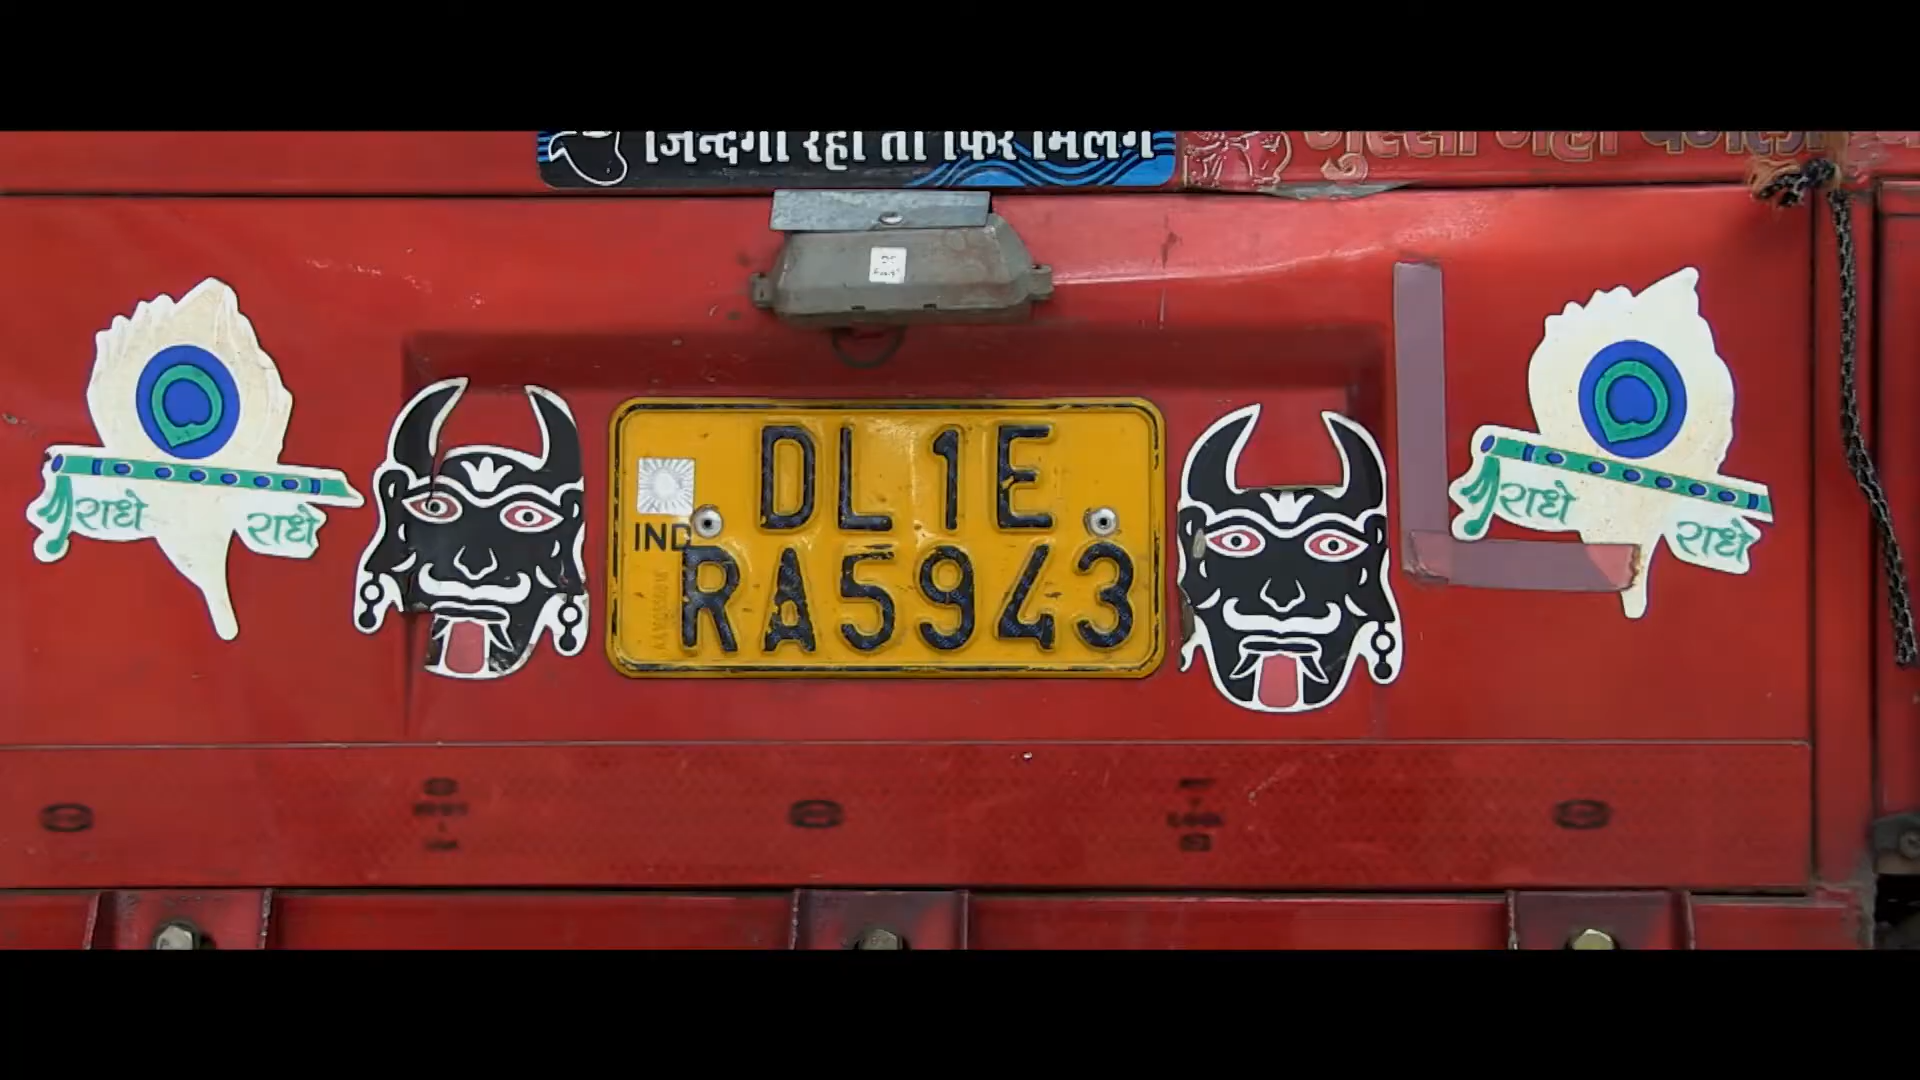 जिन्दगी रही तो फिर मिलेंगे
राधे राधे
DL 1E
IND
RA5943
राधे राधे